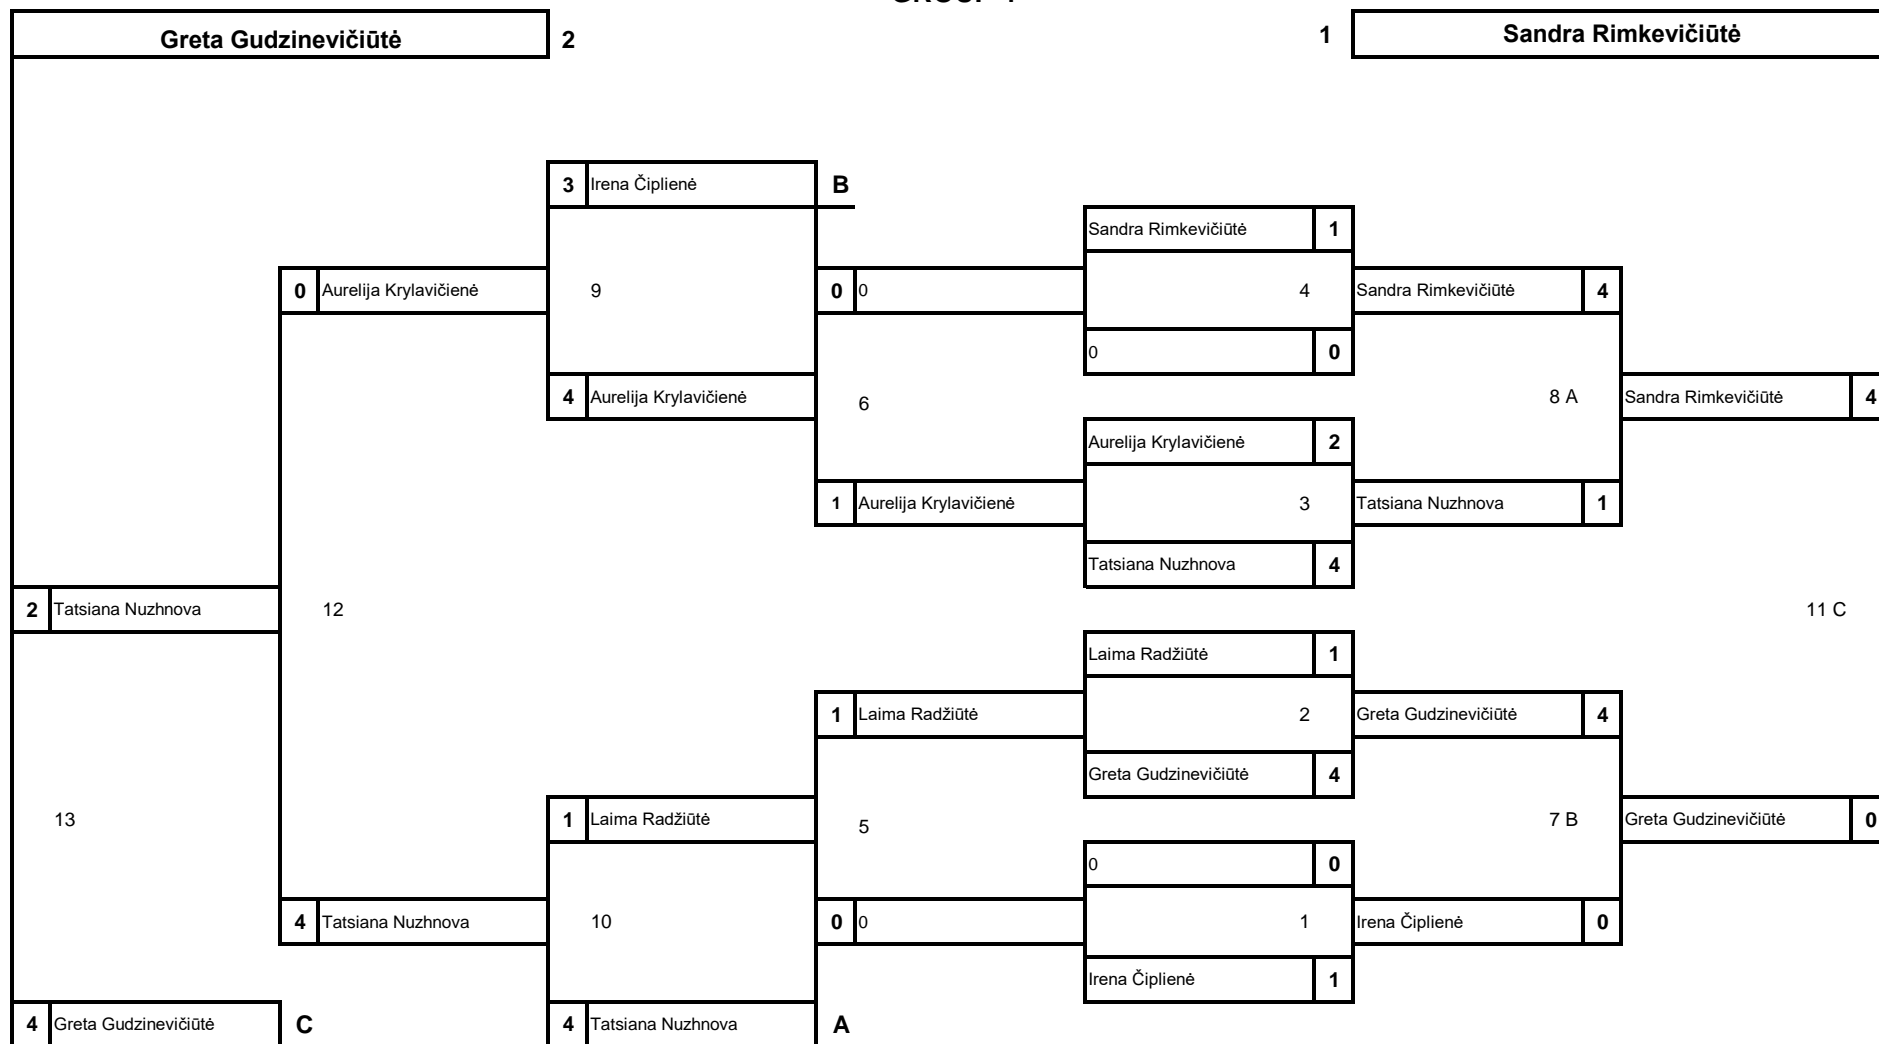 Greta Gudzinevičiūtė 2 1 Sandra Rimkevičiūtė
3 Irena Čiplienė B
Sandra Rimkevičiūtė 1
0 Aurelija Krylavičienė 9 0 0 4 Sandra Rimkevičiūtė 4
0 0
4 Aurelija Krylavičienė 6 8 A Sandra Rimkevičiūtė 4
Aurelija Krylavičienė 2
1 Aurelija Krylavičienė 3 Tatsiana Nuzhnova 1
Tatsiana Nuzhnova 4
2 Tatsiana Nuzhnova 12 11 C
Laima Radžiūtė 1
1 Laima Radžiūtė 2 Greta Gudzinevičiūtė 4
Greta Gudzinevičiūtė 4
13 1 Laima Radžiūtė 5 7 B Greta Gudzinevičiūtė 0
0 0
4 Tatsiana Nuzhnova 10 0 0 1 Irena Čiplienė 0
Irena Čiplienė 1
4 Greta Gudzinevičiūtė C 4 Tatsiana Nuzhnova A